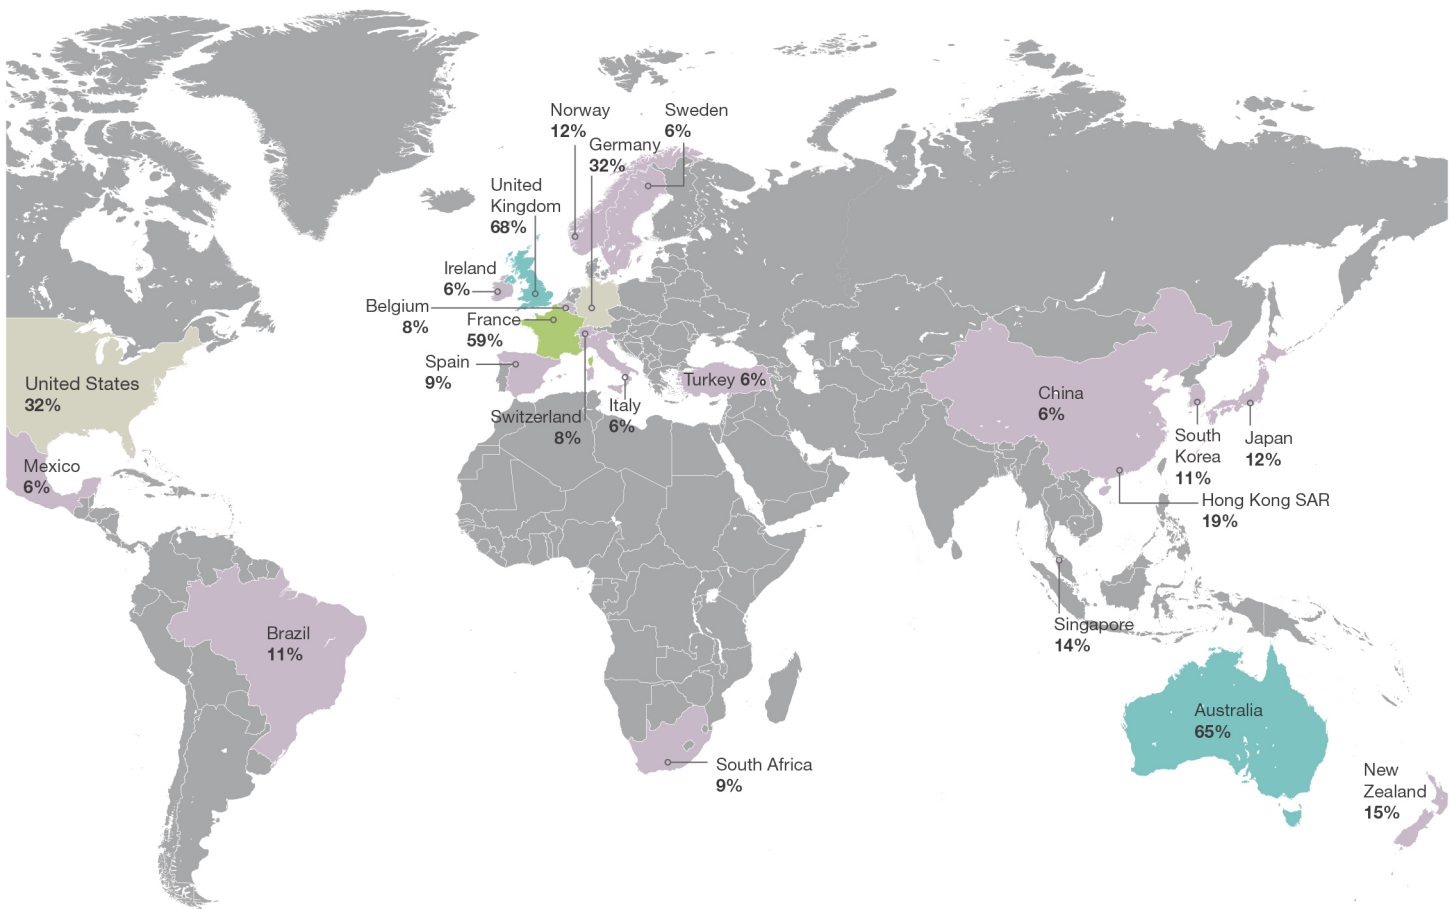 Norway
12%
Sweden
6%
Germany
32%
United
Kingdom
68%
Ireland
6%
Belgium
8%
France
59%
Spain
9%
Switzerland
8%
Italy
6%
Turkey 6%
United States
32%
Mexico
6%
Brazil
11%
South Africa
9%
China
6%
South
Korea
11%
Japan
12%
Hong Kong SAR
19%
Singapore
14%
Australia
65%
New
Zealand
15%